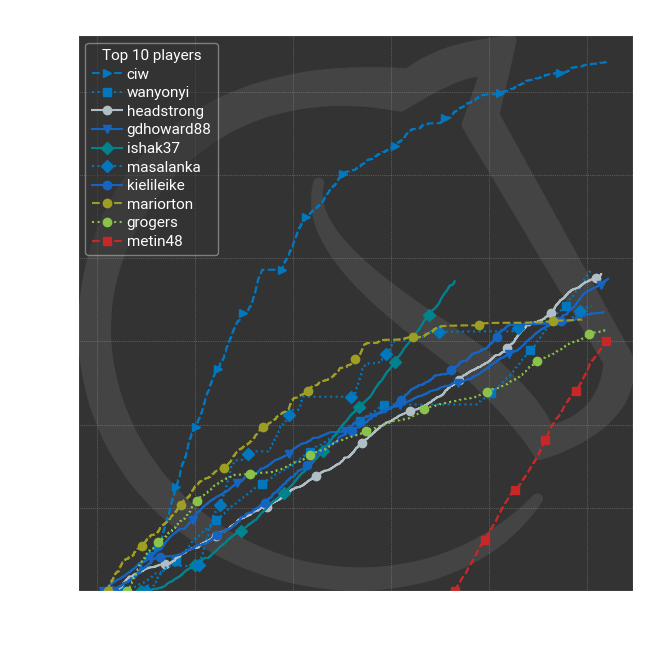 Top 10 players
ciw
wanyonyi
headstrong
gdhoward88
ishak37
masalanka
kielileike
mariorton
grogers
metin48